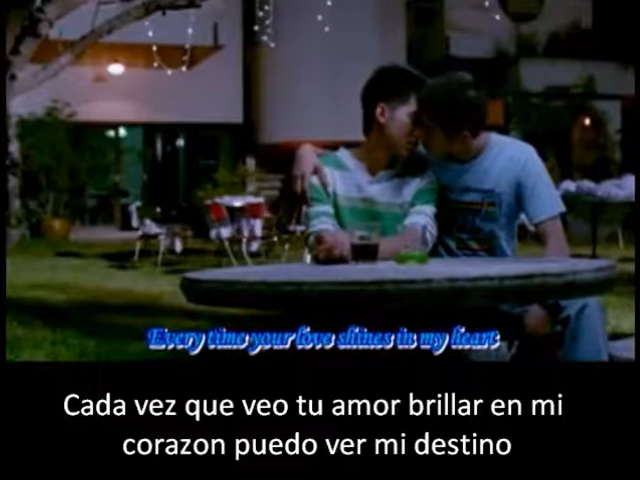 Every time your love shines in my heart
Cada vez que veo tu amor brillar en mi
corazon puedo ver mi destino